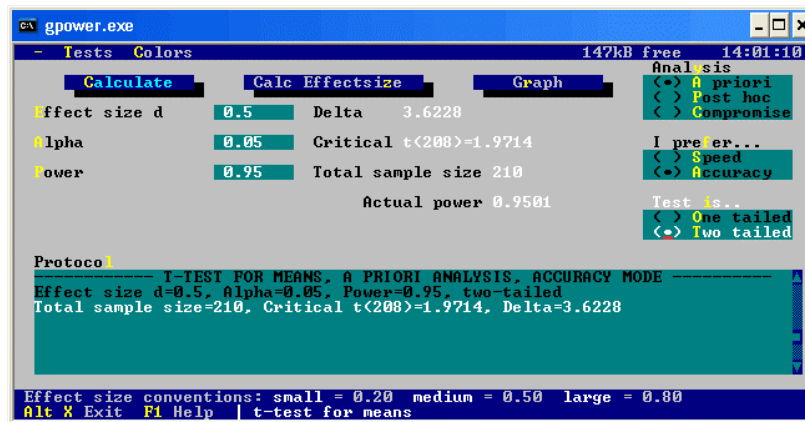 gpower.exe
- Tests Colors 147kB free 14:01:10
Analysis
Calculate Calc Effectsize Graph (•) A priori
( ) Post hoc
Effect size d 0.5 Delta 3.6228 ( ) Compromise
Alpha 0.05 Critical t(208)=1.9714 I prefer...
( ) Speed
Power 0.95 Total sample size 210 (•) Accuracy
Actual power 0.9501 Test is..
( ) One tailed
(•) Two tailed
Protocol
------------ T-TEST FOR MEANS, A PRIORI ANALYSIS, ACCURACY MODE ----------
Effect size d=0.5, Alpha=0.05, Power=0.95, two-tailed
Total sample size=210, Critical t(208)=1.9714, Delta=3.6228
Effect size conventions: small = 0.20 medium = 0.50 large = 0.80
Alt X Exit F1 Help | t-test for means